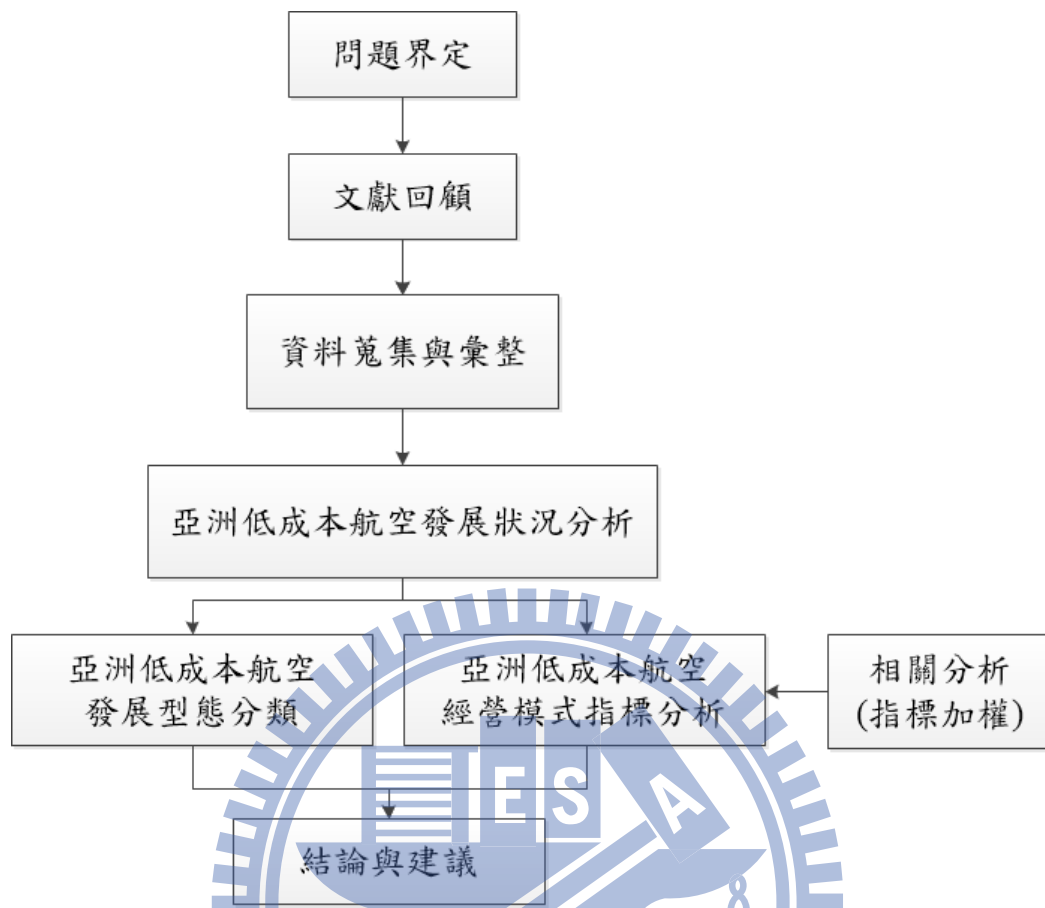 問題界定
文獻回顧
資料蒐集與彙整
亞洲低成本航空發展狀況分析
亞洲低成本航空
發展型態分類
亞洲低成本航空
經營模式指標分析
相關分析
(指標加權)
結論與建議
E
S
A
8